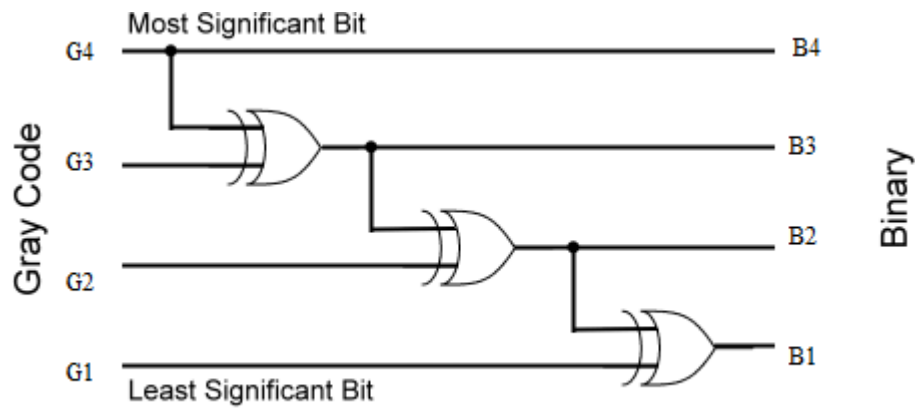 Most Significant Bit
G4
B4
G3
B3
Gray Code
Binary
G2
B2
G1
B1
Least Significant Bit